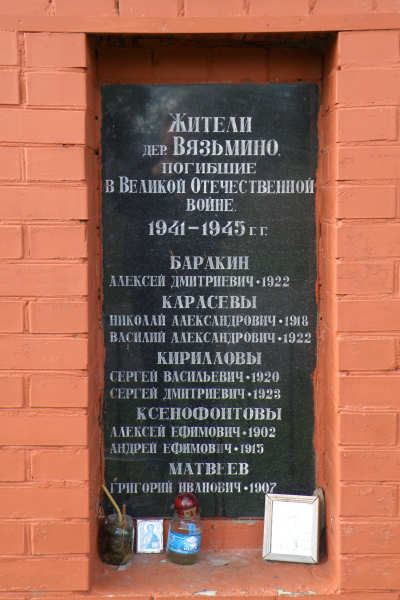 Жители
дер. Вязьмино,
погибшие
в Великой Отечественной
войне.
1941–1945 г. г.
Баракин
Алексей Дмитриевич · 1922
Карасевы
Николай Александрович · 1918
Василий Александрович · 1922
Кирилловы
Сергей Васильевич · 1920
Сергей Дмитриевич · 1923
Ксенофонтовы
Алексей Ефимович · 1902
Андрей Ефимович · 1915
Матвеев
Григорий Иванович · 1907